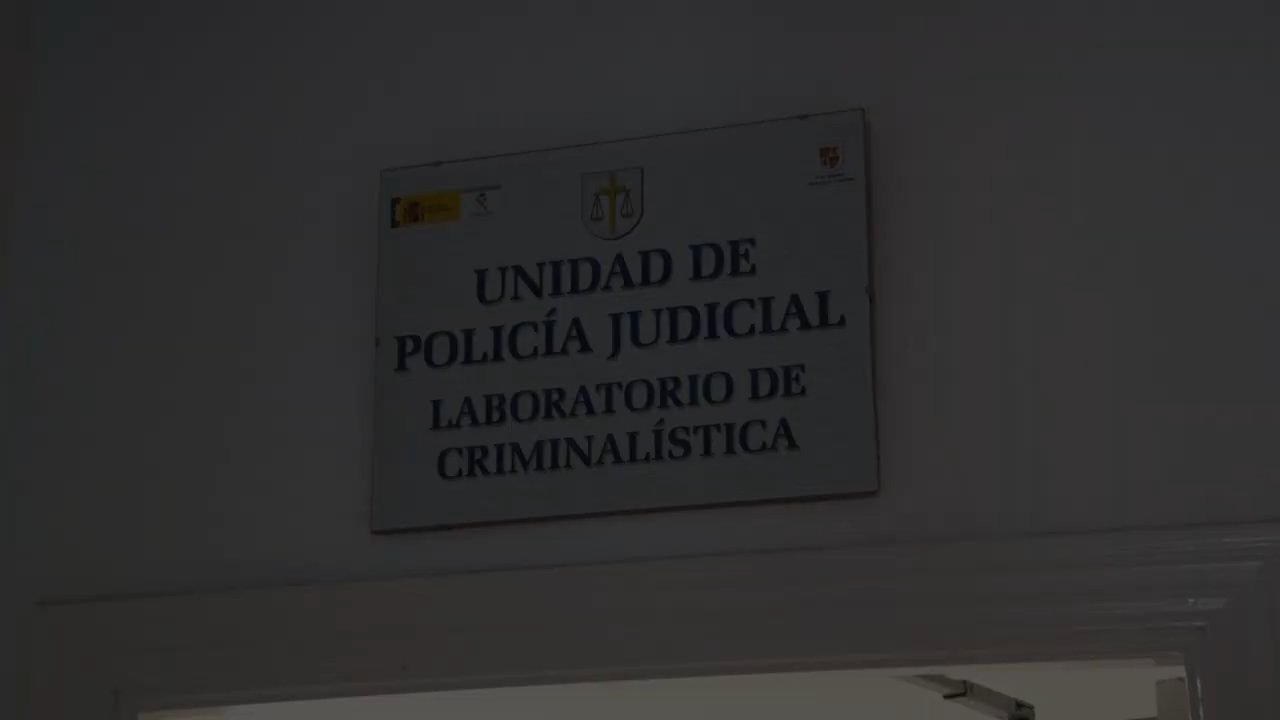 UNIDAD DE
POLICÍA JUDICIAL
LABORATORIO DE
CRIMINALÍSTICA